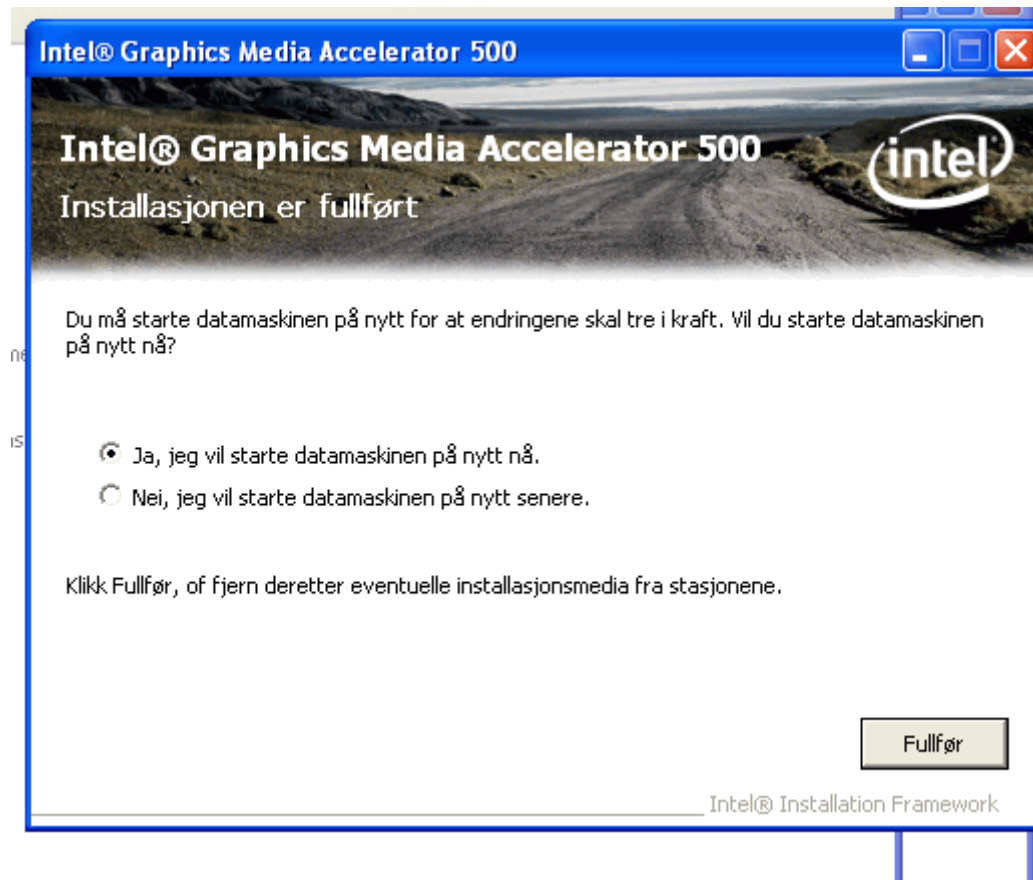 Intel® Graphics Media Accelerator 500
Intel® Graphics Media Accelerator 500
intel
Installasjonen er fullført
Du må starte datamaskinen på nytt for at endringene skal tre i kraft. Vil du starte datamaskinen
på nytt nå?
Ja, jeg vil starte datamaskinen på nytt nå.
Nei, jeg vil starte datamaskinen på nytt senere.
Klikk Fullfør, of fjern deretter eventuelle installasjonsmedia fra stasjonene.
Fullfør
Intel® Installation Framework